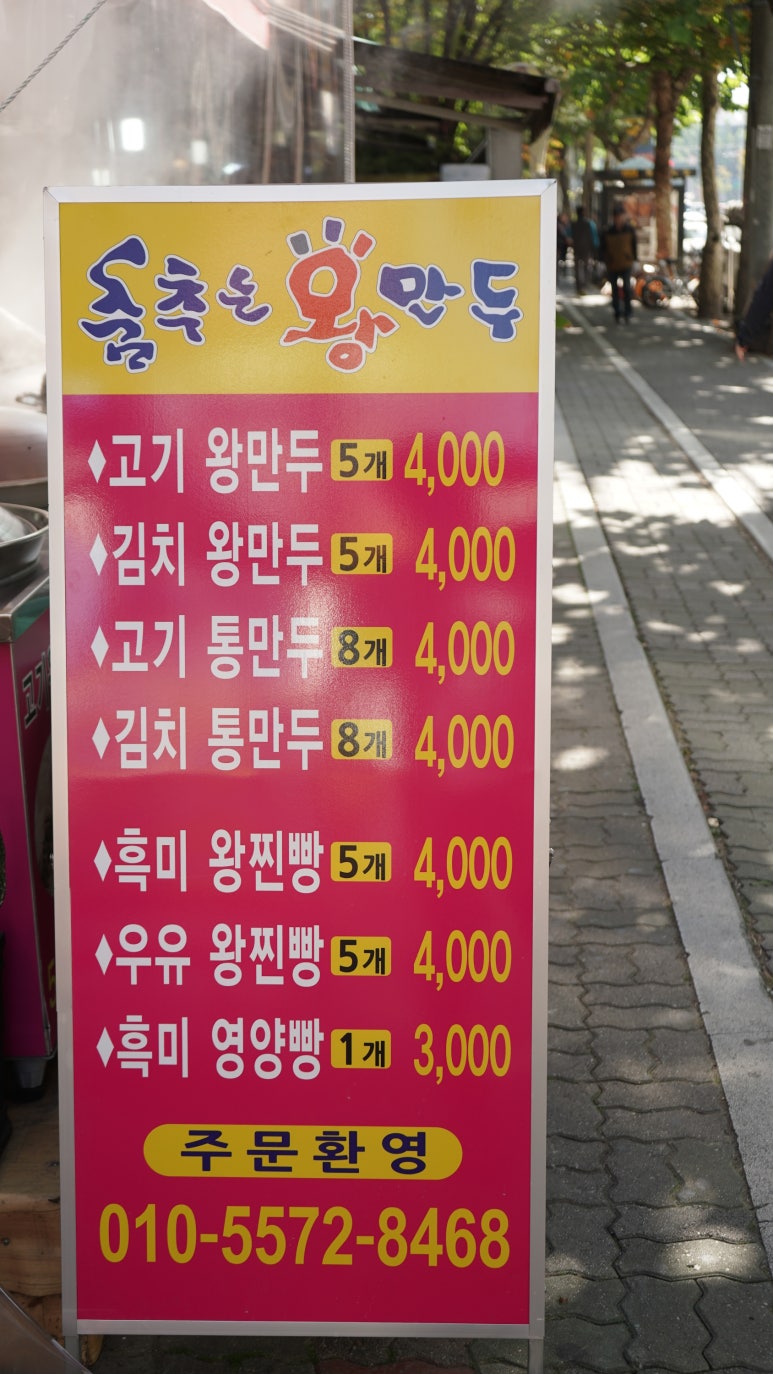 춤추는 왕만두
♦고기 왕만두 5개 4,000
♦김치 왕만두 5개 4,000
♦고기 통만두 8개 4,000
♦김치 통만두 8개 4,000
♦흑미 왕찐빵 5개 4,000
♦우유 왕찐빵 5개 4,000
♦흑미 영양빵 1개 3,000
주문환영
010-5572-8468
고기